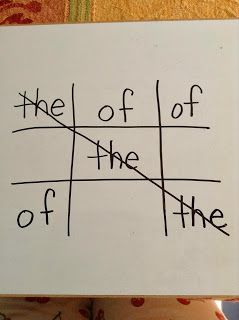 the of of
the
of the